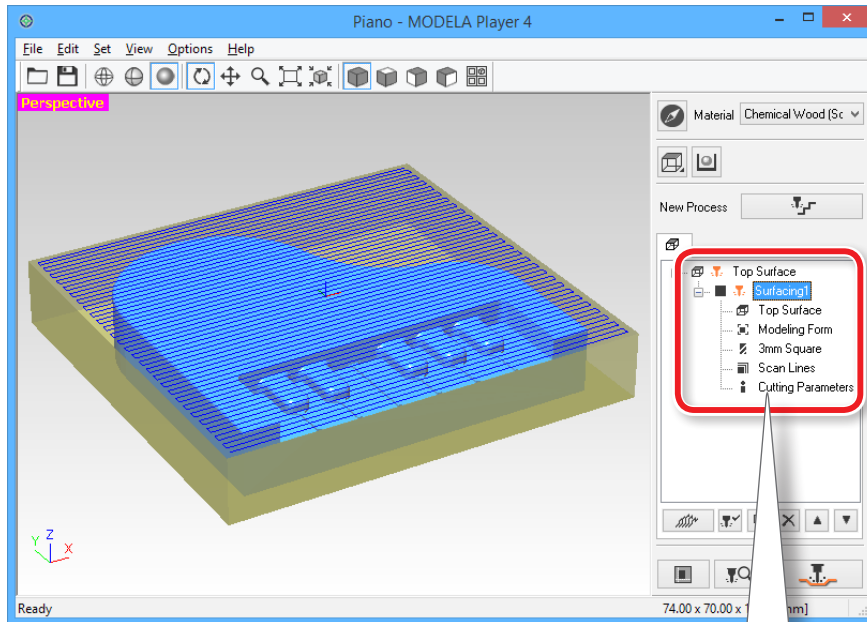 Piano - MODELA Player 4
File Edit Set View Options Help
Perspective
Material Chemical Wood (Sc
New Process
Top Surface
Surfacing1
Top Surface
Modeling Form
3mm Square
Scan Lines
Cutting Parameters
Z
Y
X
Ready
74.00 x 70.00 x